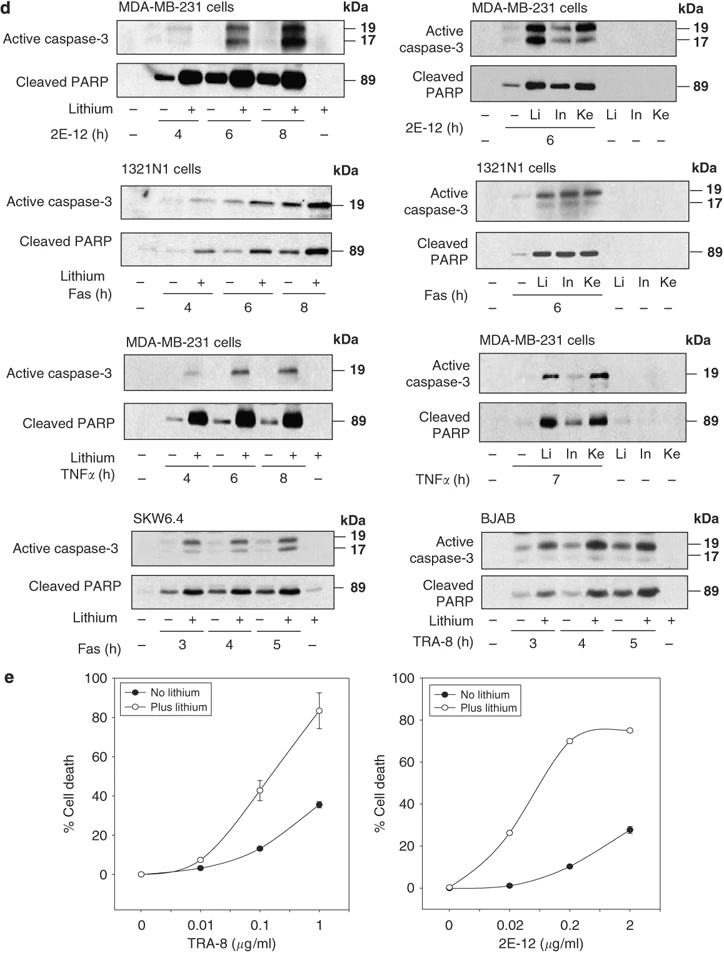 d
MDA-MB-231 cells
kDa
Active caspase-3
19
17
Cleaved PARP
89
Lithium – – + – + – + +
2E-12 (h) – 4 6 8 –
MDA-MB-231 cells
kDa
Active
caspase-3
19
17
Cleaved
PARP
89
– – Li In Ke Li In Ke
2E-12 (h) – 6 – – –
1321N1 cells
kDa
Active caspase-3
19
Cleaved PARP
89
Lithium – – + – + – +
Fas (h) – 4 6 8
1321N1 cells
kDa
Active
caspase-3
19
17
Cleaved
PARP
89
– – Li In Ke Li In Ke
Fas (h) – 6 – – –
MDA-MB-231 cells
kDa
Active caspase-3
19
Cleaved PARP
89
Lithium – – + – + – + +
TNFα (h) – 4 6 8 –
MDA-MB-231 cells
kDa
Active
caspase-3
19
Cleaved
PARP
89
– – Li In Ke Li In Ke
TNFα (h) – 7 – – –
SKW6.4
kDa
Active caspase-3
19
17
Cleaved PARP
89
Lithium – – + – + – + +
Fas (h) – 3 4 5 –
BJAB
kDa
Active
caspase-3
19
17
Cleaved
PARP
89
Lithium – – + – + – + +
TRA-8 (h) – 3 4 5 –
e
100
80
60
40
20
0
% Cell death
No lithium
Plus lithium
0 0.01 0.1 1
TRA-8 (μg/ml)
100
80
60
40
20
0
% Cell death
No lithium
Plus lithium
0 0.02 0.2 2
2E-12 (μg/ml)